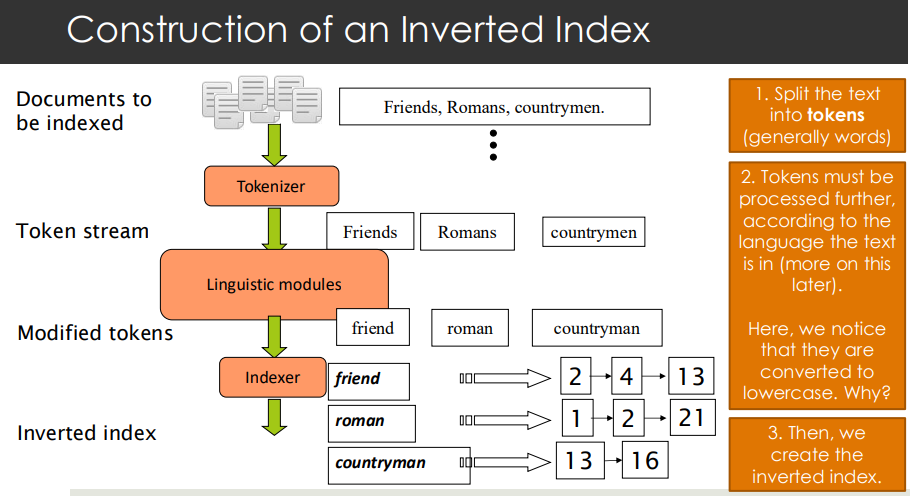 Construction of an Inverted Index
Documents to
be indexed
Friends, Romans, countrymen.
Tokenizer
Token stream
Friends
Romans
countrymen
Linguistic modules
Modified tokens
friend
roman
countryman
Indexer
friend
2
4
13
roman
1
2
21
Inverted index
countryman
13
16
1. Split the text
into tokens
(generally words)
2. Tokens must be
processed further,
according to the
language the text
is in (more on this
later).
Here, we notice
that they are
converted to
lowercase. Why?
3. Then, we
create the
inverted index.